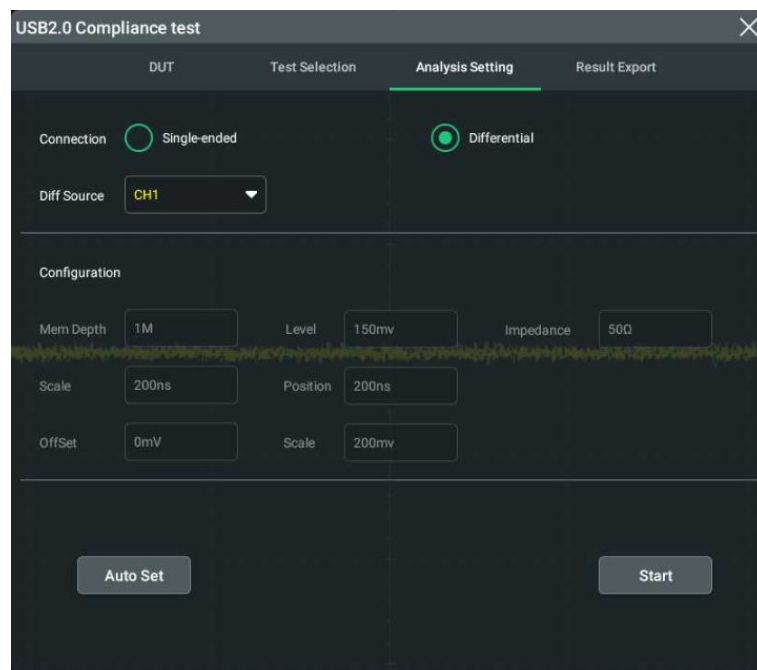 USB2.0 Compliance test
DUT Test Selection Analysis Setting Result Export
Connection Single-ended Differential
Diff Source CH1
Configuration
Mem Depth 1M Level 150mv Impedance 50Ω
Scale 200ns Position 200ns
OffSet 0mV Scale 200mv
Auto Set Start